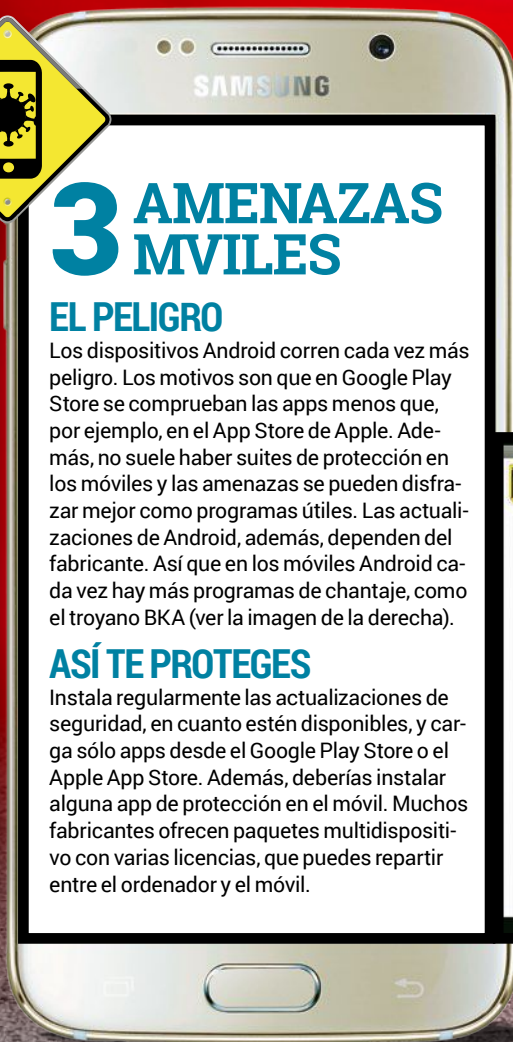 SAMSUNG
3 AMENAZAS
MVILES
EL PELIGRO
Los dispositivos Android corren cada vez más
peligro. Los motivos son que en Google Play
Store se comprueban las apps menos que,
por ejemplo, en el App Store de Apple. Ade-
más, no suele haber suites de protección en
los móviles y las amenazas se pueden disfra-
zar mejor como programas útiles. Las actuali-
zaciones de Android, además, dependen del
fabricante. Así que en los móviles Android ca-
da vez hay más programas de chantaje, como
el troyano BKA (ver la imagen de la derecha).
ASÍ TE PROTEGES
Instala regularmente las actualizaciones de
seguridad, en cuanto estén disponibles, y car-
ga sólo apps desde el Google Play Store o el
Apple App Store. Además, deberías instalar
alguna app de protección en el móvil. Muchos
fabricantes ofrecen paquetes multidispositi-
vo con varias licencias, que puedes repartir
entre el ordenador y el móvil.